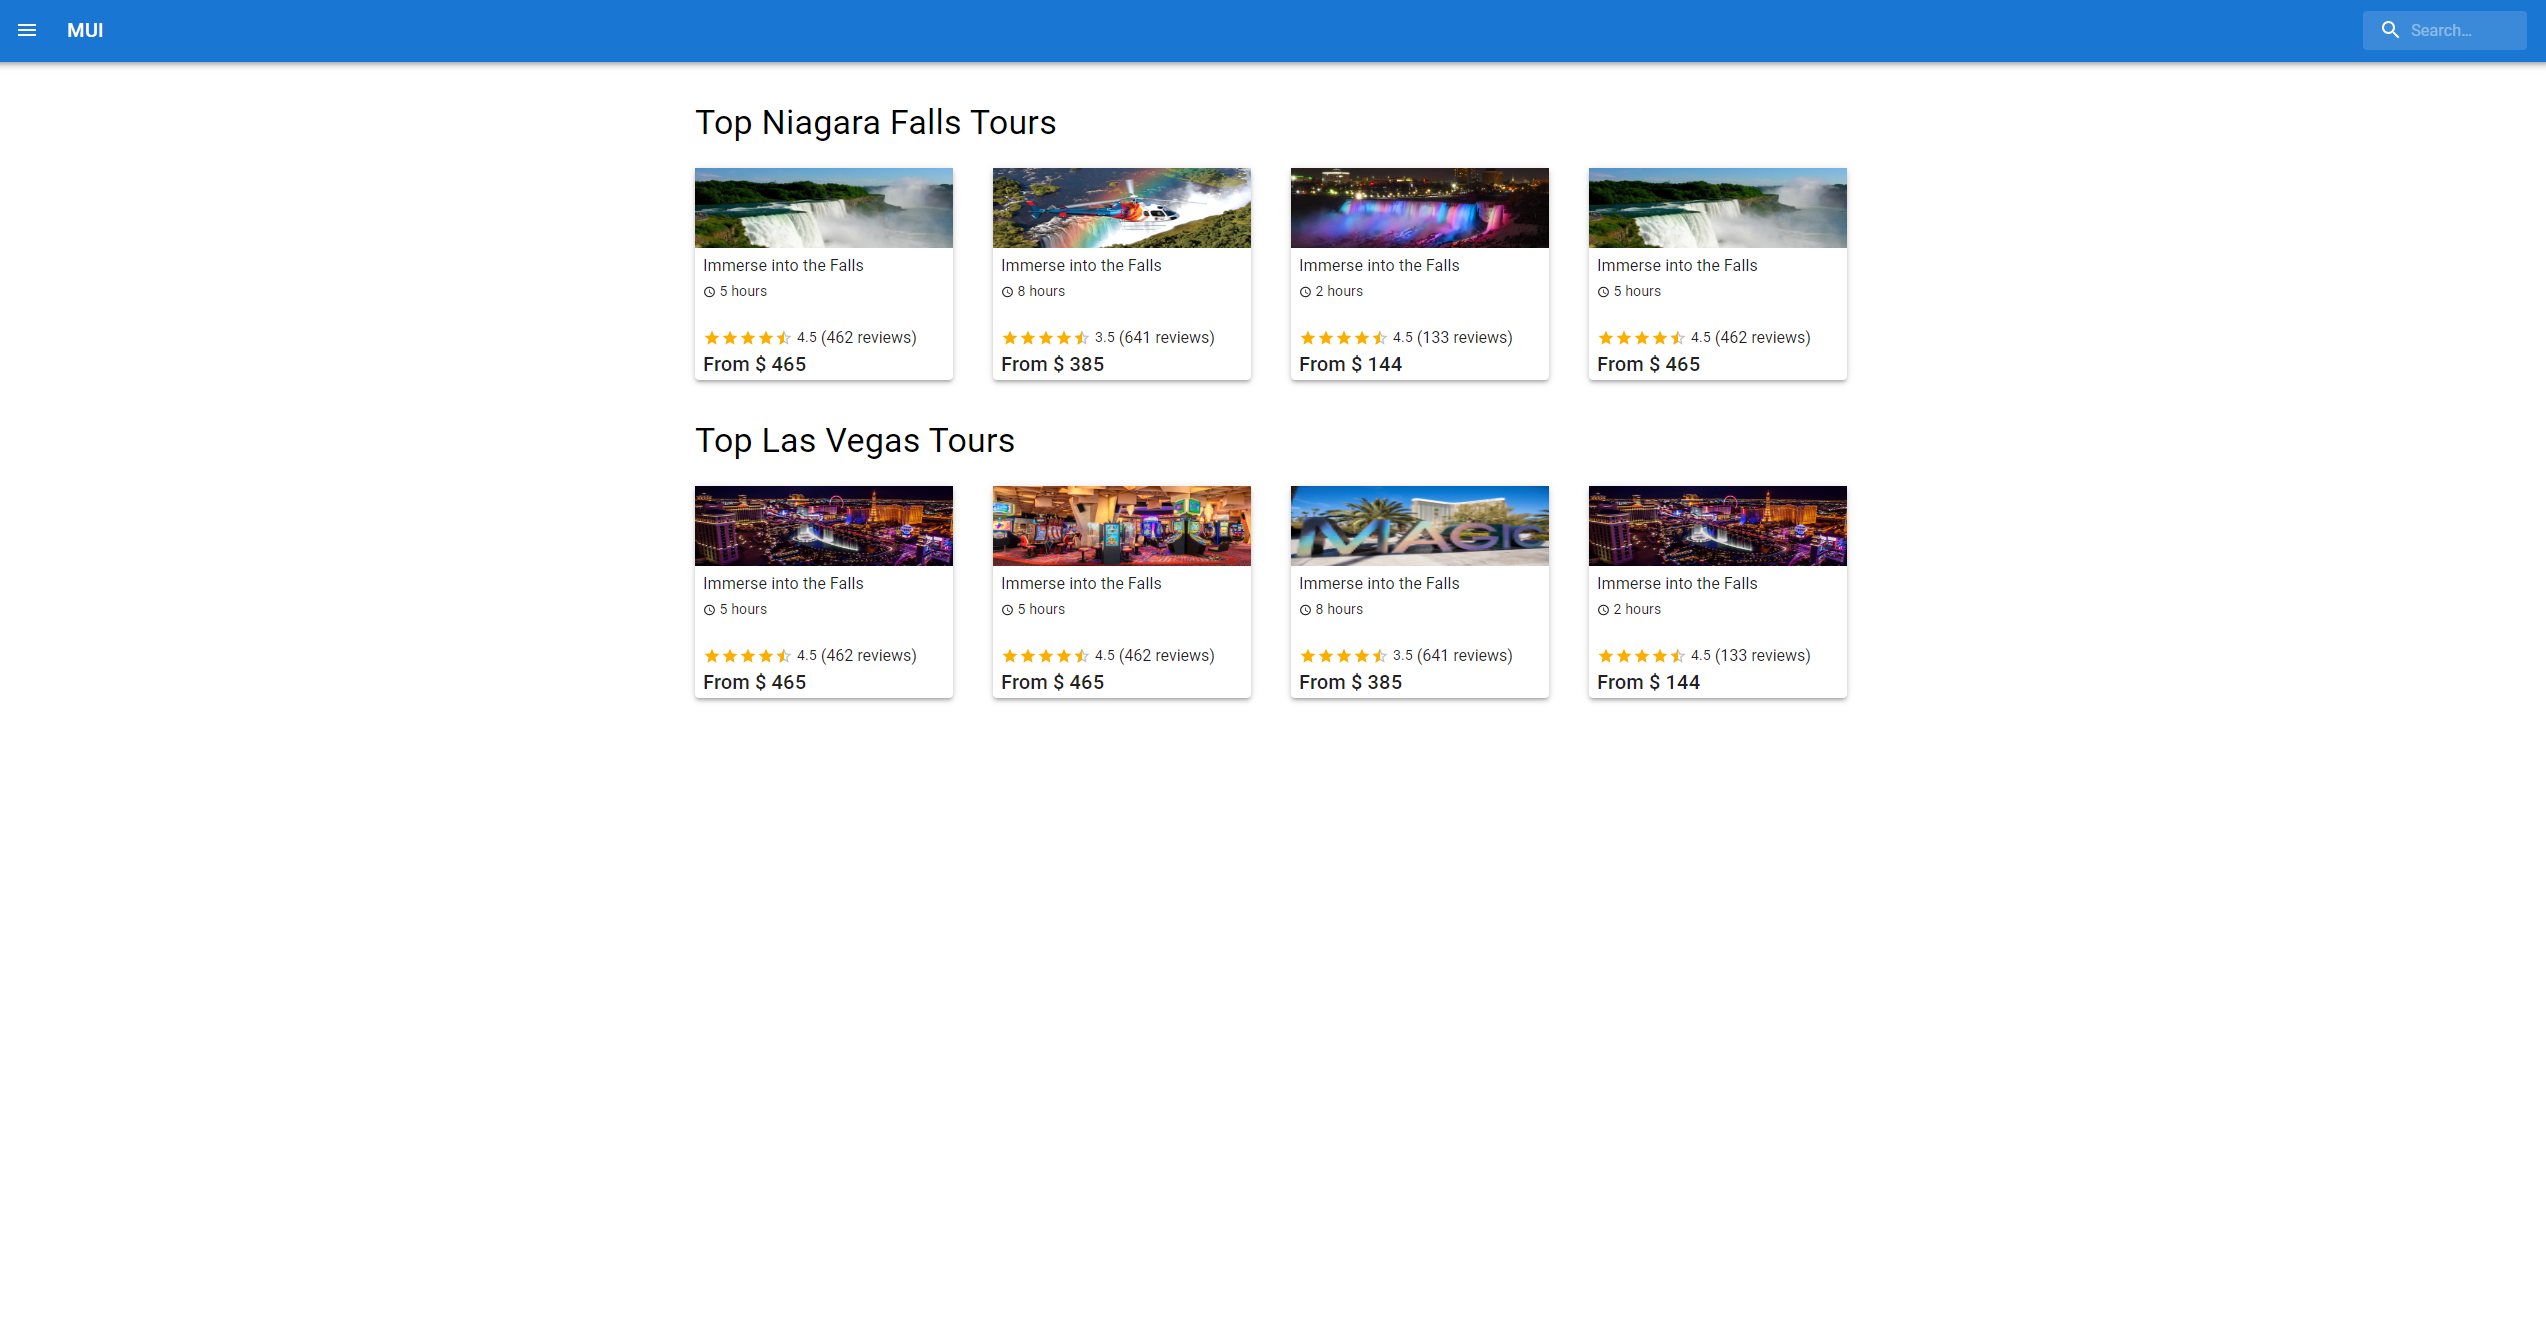 MUI
Search…
Top Niagara Falls Tours
Immerse into the Falls
5 hours
4.5 (462 reviews)
From $ 465
Immerse into the Falls
8 hours
3.5 (641 reviews)
From $ 385
Immerse into the Falls
2 hours
4.5 (133 reviews)
From $ 144
Immerse into the Falls
5 hours
4.5 (462 reviews)
From $ 465
Top Las Vegas Tours
Immerse into the Falls
5 hours
4.5 (462 reviews)
From $ 465
Immerse into the Falls
5 hours
4.5 (462 reviews)
From $ 465
MAGIC
Immerse into the Falls
8 hours
3.5 (641 reviews)
From $ 385
Immerse into the Falls
2 hours
4.5 (133 reviews)
From $ 144